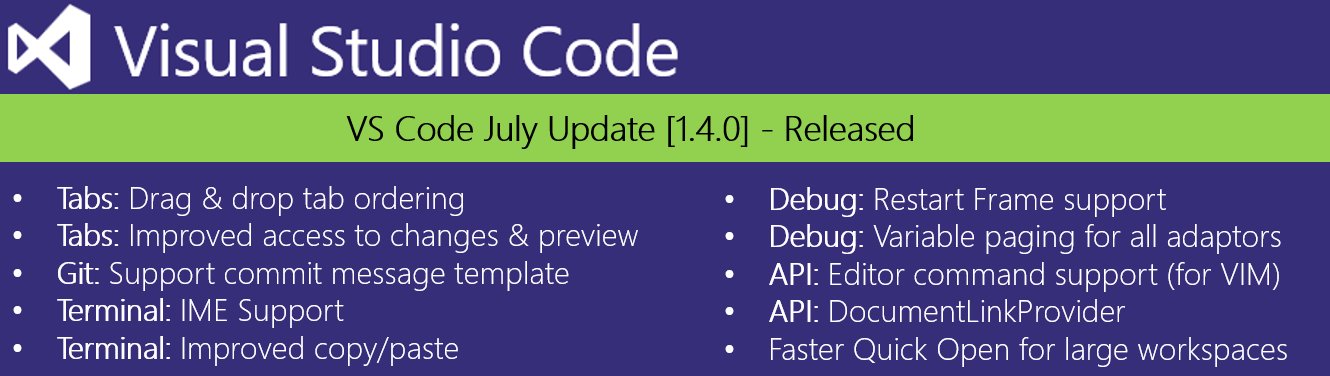 Visual Studio Code
VS Code July Update [1.4.0] - Released
• Tabs: Drag & drop tab ordering
• Tabs: Improved access to changes & preview
• Git: Support commit message template
• Terminal: IME Support
• Terminal: Improved copy/paste
• Debug: Restart Frame support
• Debug: Variable paging for all adaptors
• API: Editor command support (for VIM)
• API: DocumentLinkProvider
• Faster Quick Open for large workspaces